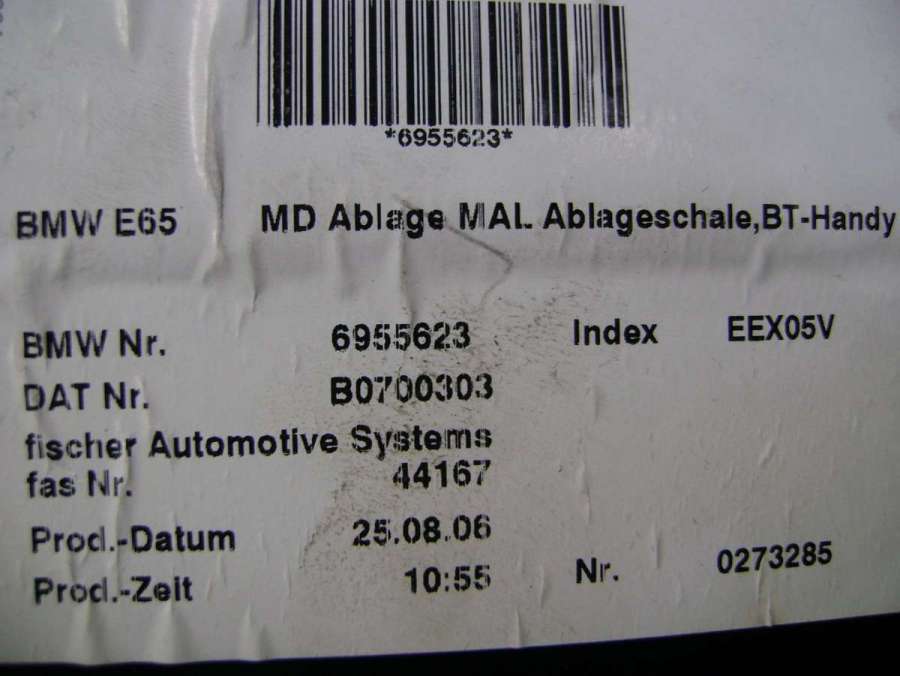 *6955623*
BMW E65 MD Ablage MAL Ablageschale,BT-Handy
BMW Nr. 6955623 Index EEX05V
DAT Nr. B0700303
fischer Automotive Systems
fas Nr. 44167
Prod.-Datum 25.08.06
Prod.-Zeit 10:55 Nr. 0273285